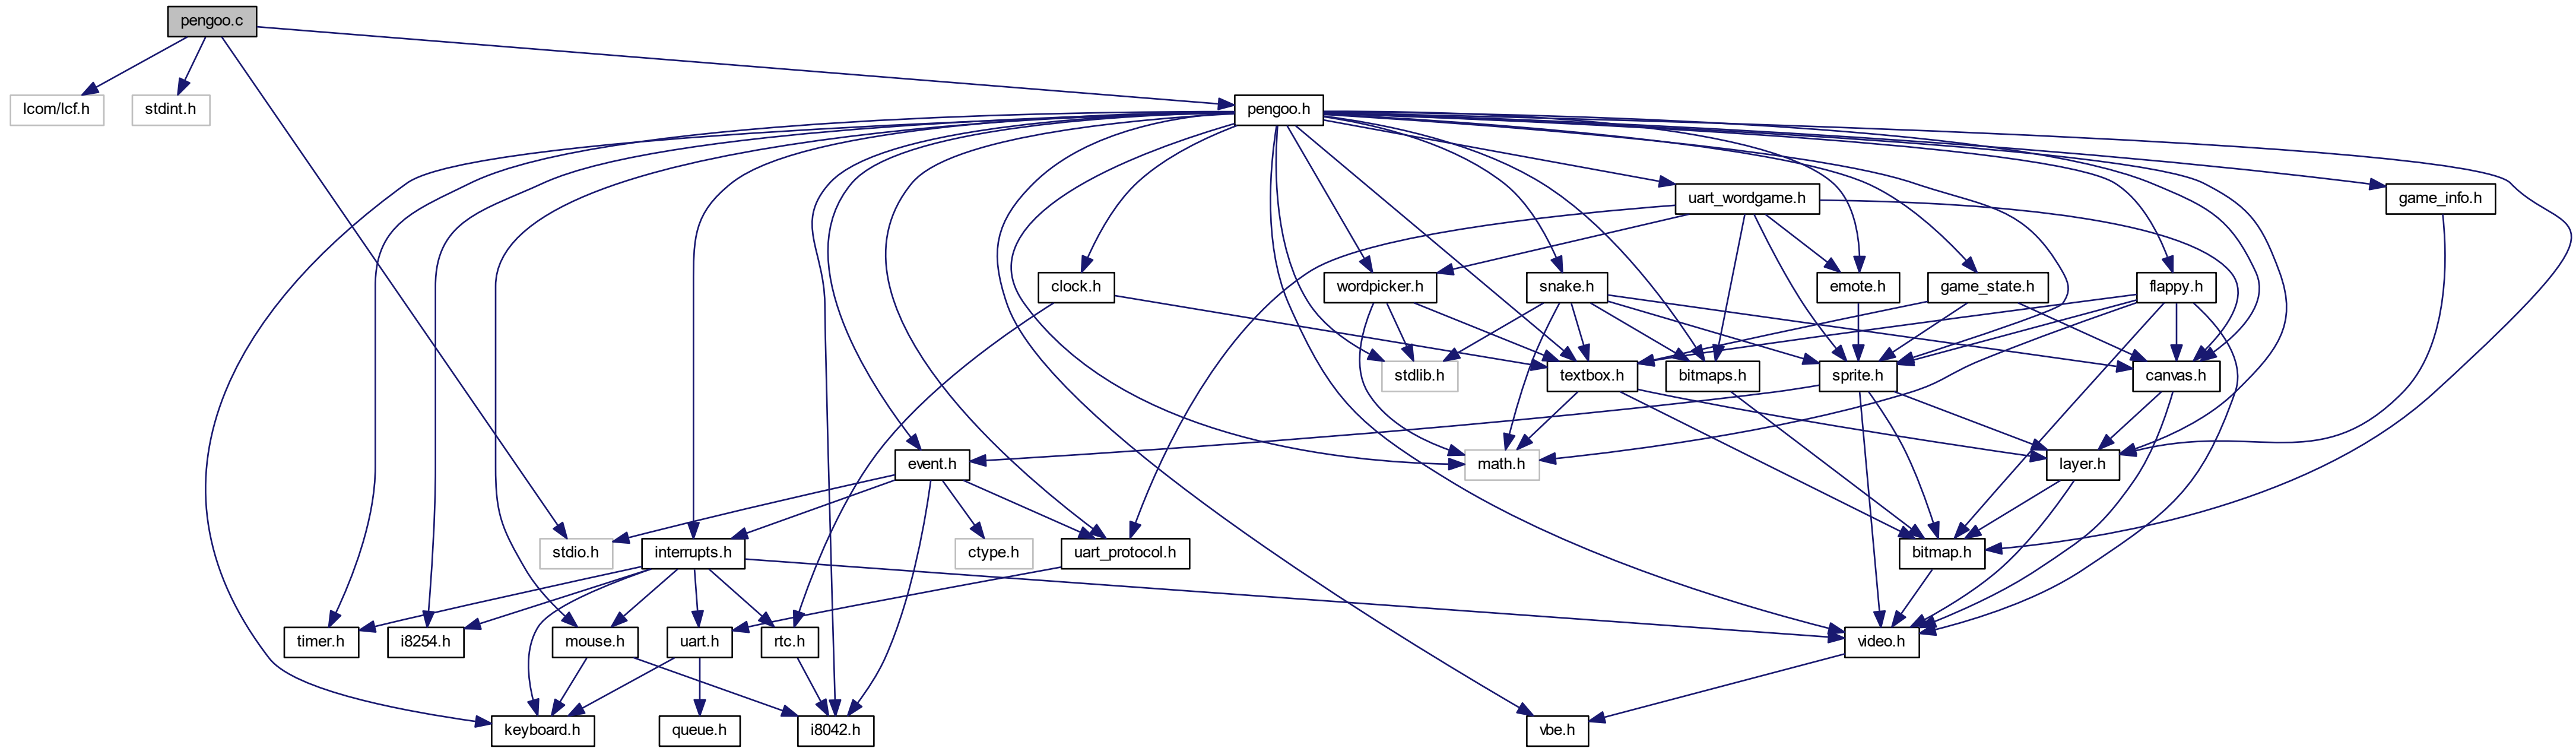 pengoo.c
lcom/lcf.h
stdint.h
pengoo.h
uart_wordgame.h
game_info.h
clock.h
wordpicker.h
snake.h
emote.h
game_state.h
flappy.h
stdlib.h
textbox.h
bitmaps.h
sprite.h
canvas.h
event.h
math.h
layer.h
stdio.h
interrupts.h
ctype.h
uart_protocol.h
bitmap.h
timer.h
i8254.h
mouse.h
uart.h
rtc.h
video.h
keyboard.h
queue.h
i8042.h
vbe.h